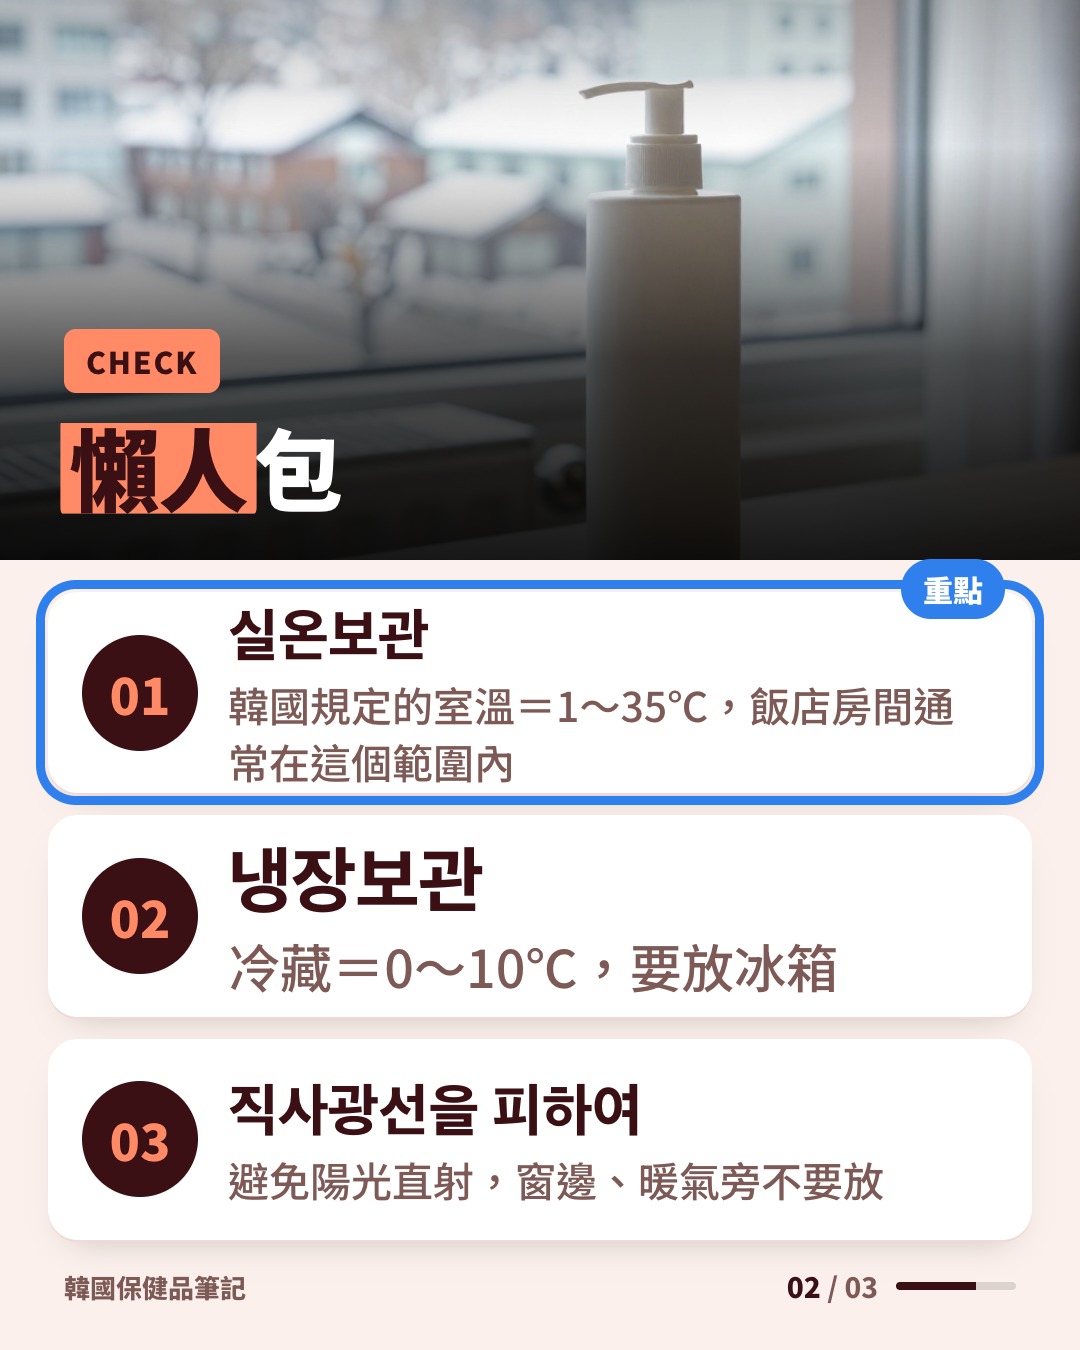 CHECK
懶人包
重點
01
실온보관
韓國規定的室溫＝1～35°C，飯店房間通
常在這個範圍內
02
냉장보관
冷藏＝0～10°C，要放冰箱
03
직사광선을 피하여
避免陽光直射，窗邊、暖氣旁不要放
韓國保健品筆記
02 / 03